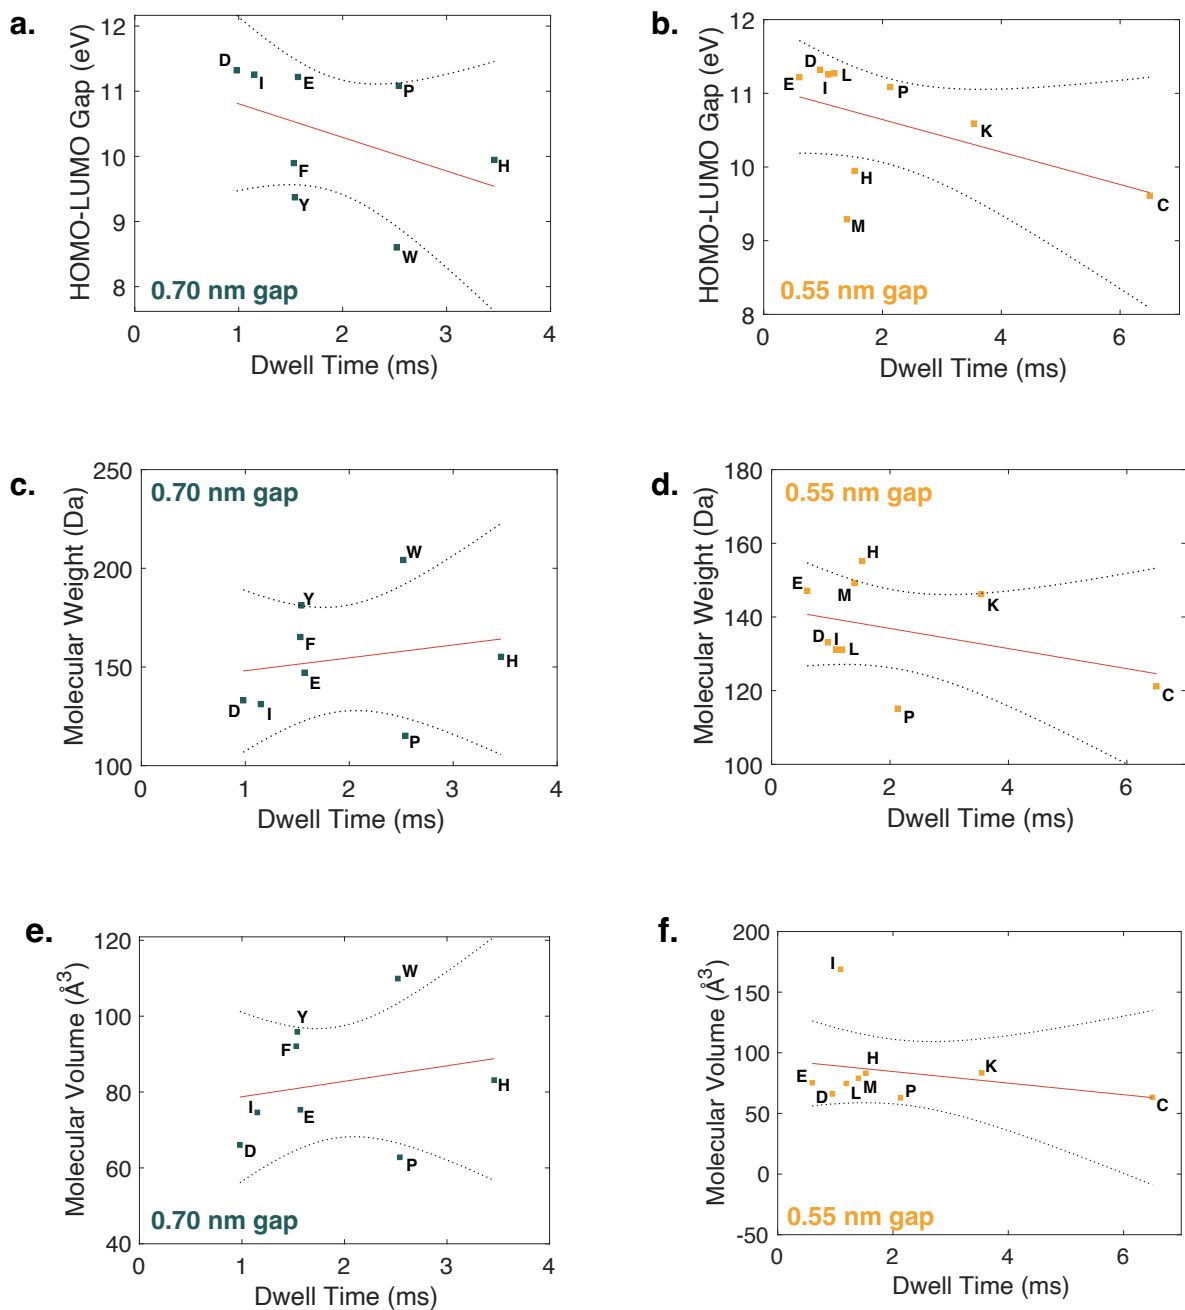 a.
HOMO-LUMO Gap (eV)
12
11
10
9
8
D
I
E
P
F
Y
H
W
0.70 nm gap
0
1
2
3
4
Dwell Time (ms)
b.
HOMO-LUMO Gap (eV)
12
11
10
9
8
D
L
E
I
P
K
H
M
C
0.55 nm gap
0
2
4
6
Dwell Time (ms)
c.
Molecular Weight (Da)
250
200
150
100
0.70 nm gap
W
Y
F
E
H
D
I
P
0
1
2
3
4
Dwell Time (ms)
d.
Molecular Weight (Da)
180
160
140
120
100
0.55 nm gap
H
E
M
K
D
I
L
P
C
0
2
4
6
Dwell Time (ms)
e.
Molecular Volume (Å3)
120
100
80
60
40
W
Y
F
H
I
E
D
P
0.70 nm gap
0
1
2
3
4
Dwell Time (ms)
f.
Molecular Volume (Å3)
200
150
100
50
0
-50
I
H
K
E
M
P
D
L
C
0.55 nm gap
0
2
4
6
Dwell Time (ms)